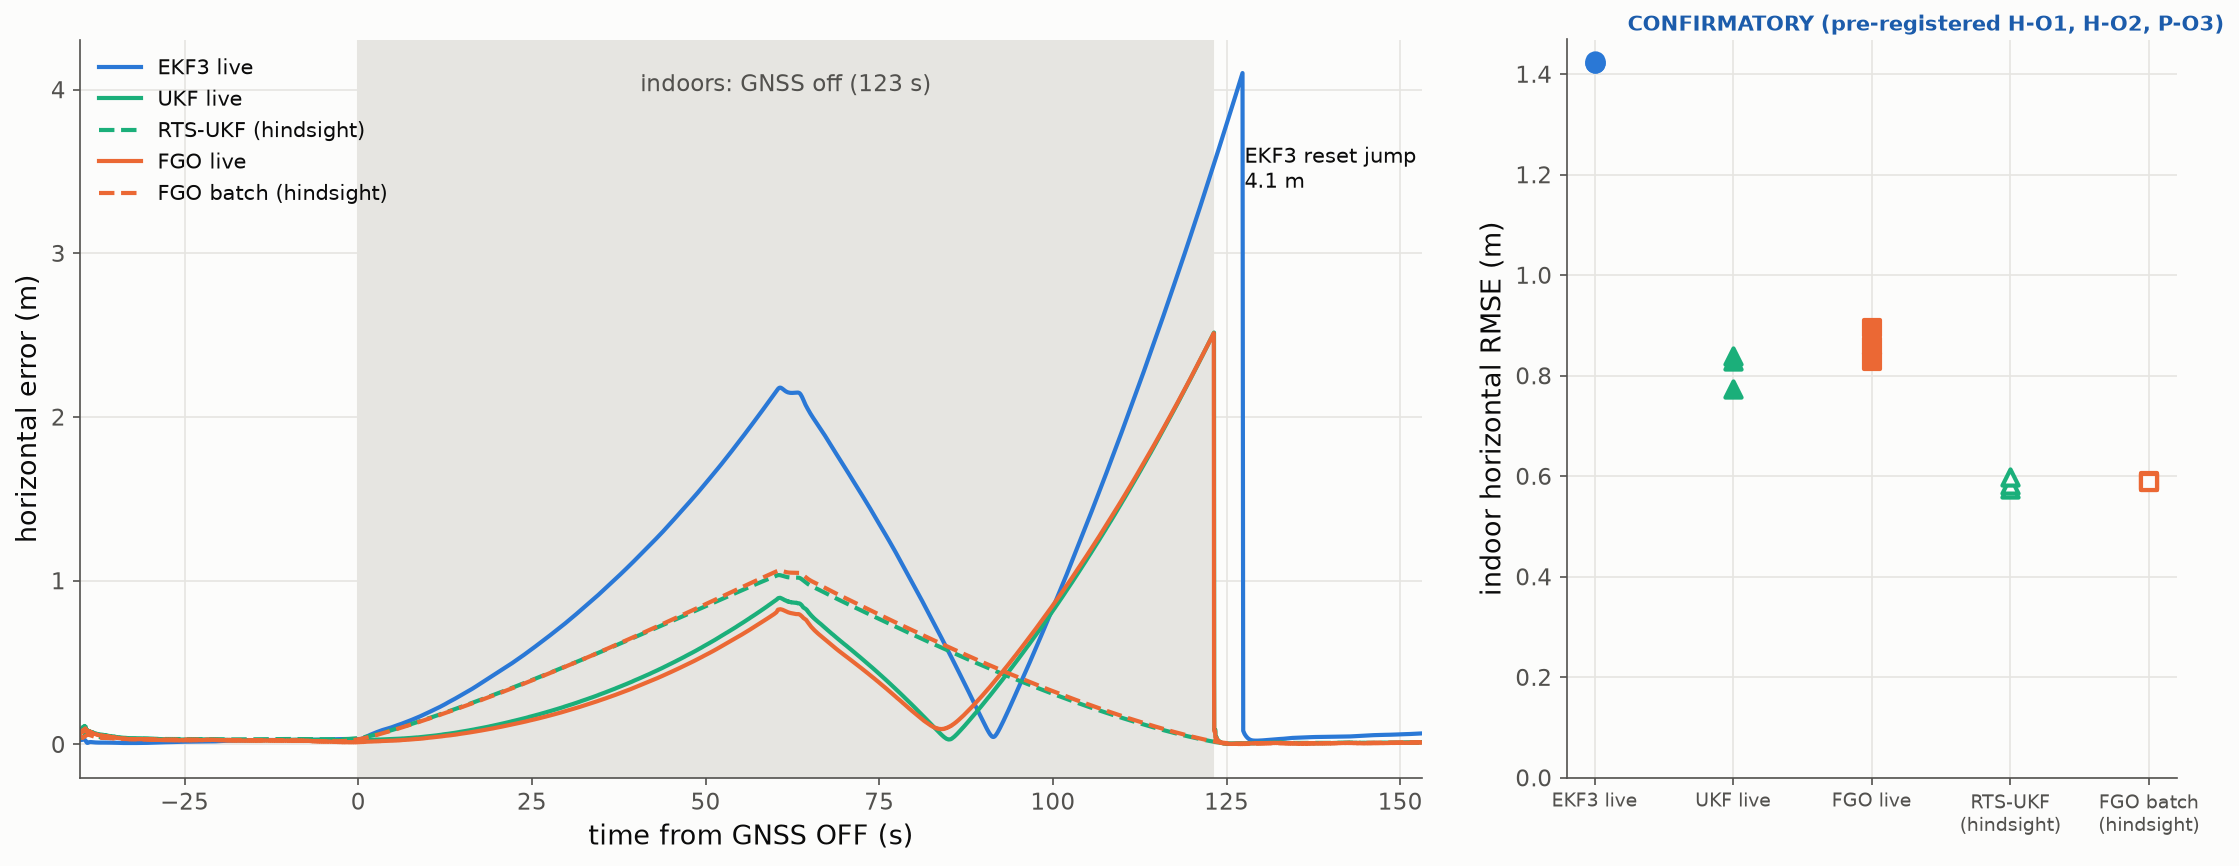 CONFIRMATORY (pre-registered H-O1, H-O2, P-O3)
EKF3 live
UKF live
RTS-UKF (hindsight)
FGO live
FGO batch (hindsight)
indoors: GNSS off (123 s)
EKF3 reset jump
4.1 m
horizontal error (m)
4
3
2
1
0
−25
0
25
50
75
100
125
150
time from GNSS OFF (s)
indoor horizontal RMSE (m)
1.4
1.2
1.0
0.8
0.6
0.4
0.2
0.0
EKF3 live
UKF live
FGO live
RTS-UKF
(hindsight)
FGO batch
(hindsight)